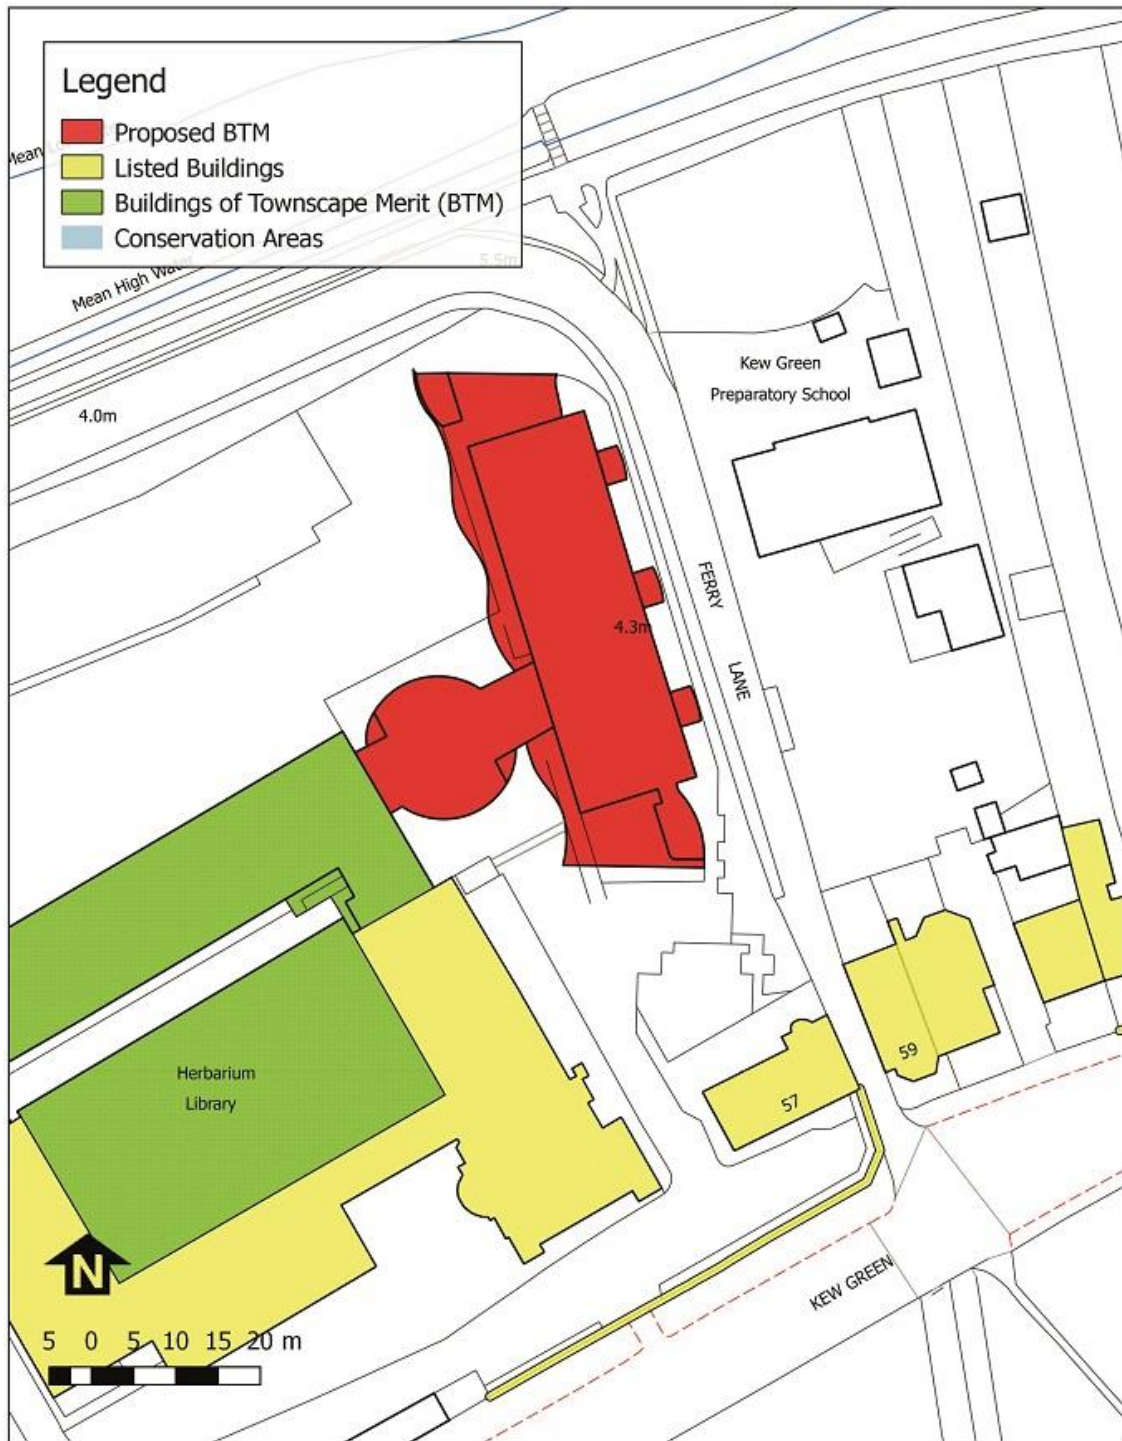 Legend
Proposed BTM
Listed Buildings
Buildings of Townscape Merit (BTM)
Conservation Areas
Mean
Mean High Water
5.5m
4.0m
Kew Green
Preparatory School
FERRY
LANE
4.3m
Herbarium
Library
59
57
KEW GREEN
N
5 0 5 10 15 20 m